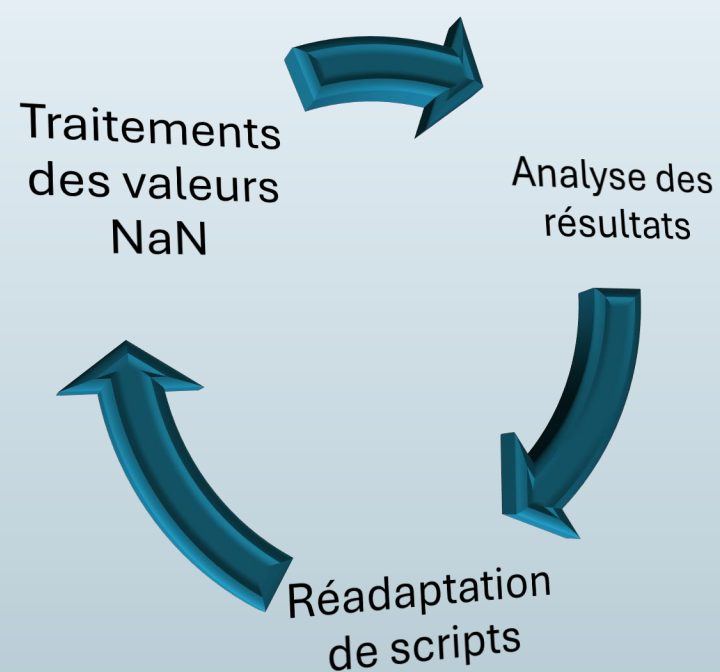 Traitements
des valeurs
NaN
Analyse des
résultats
Réadaptation
de scripts